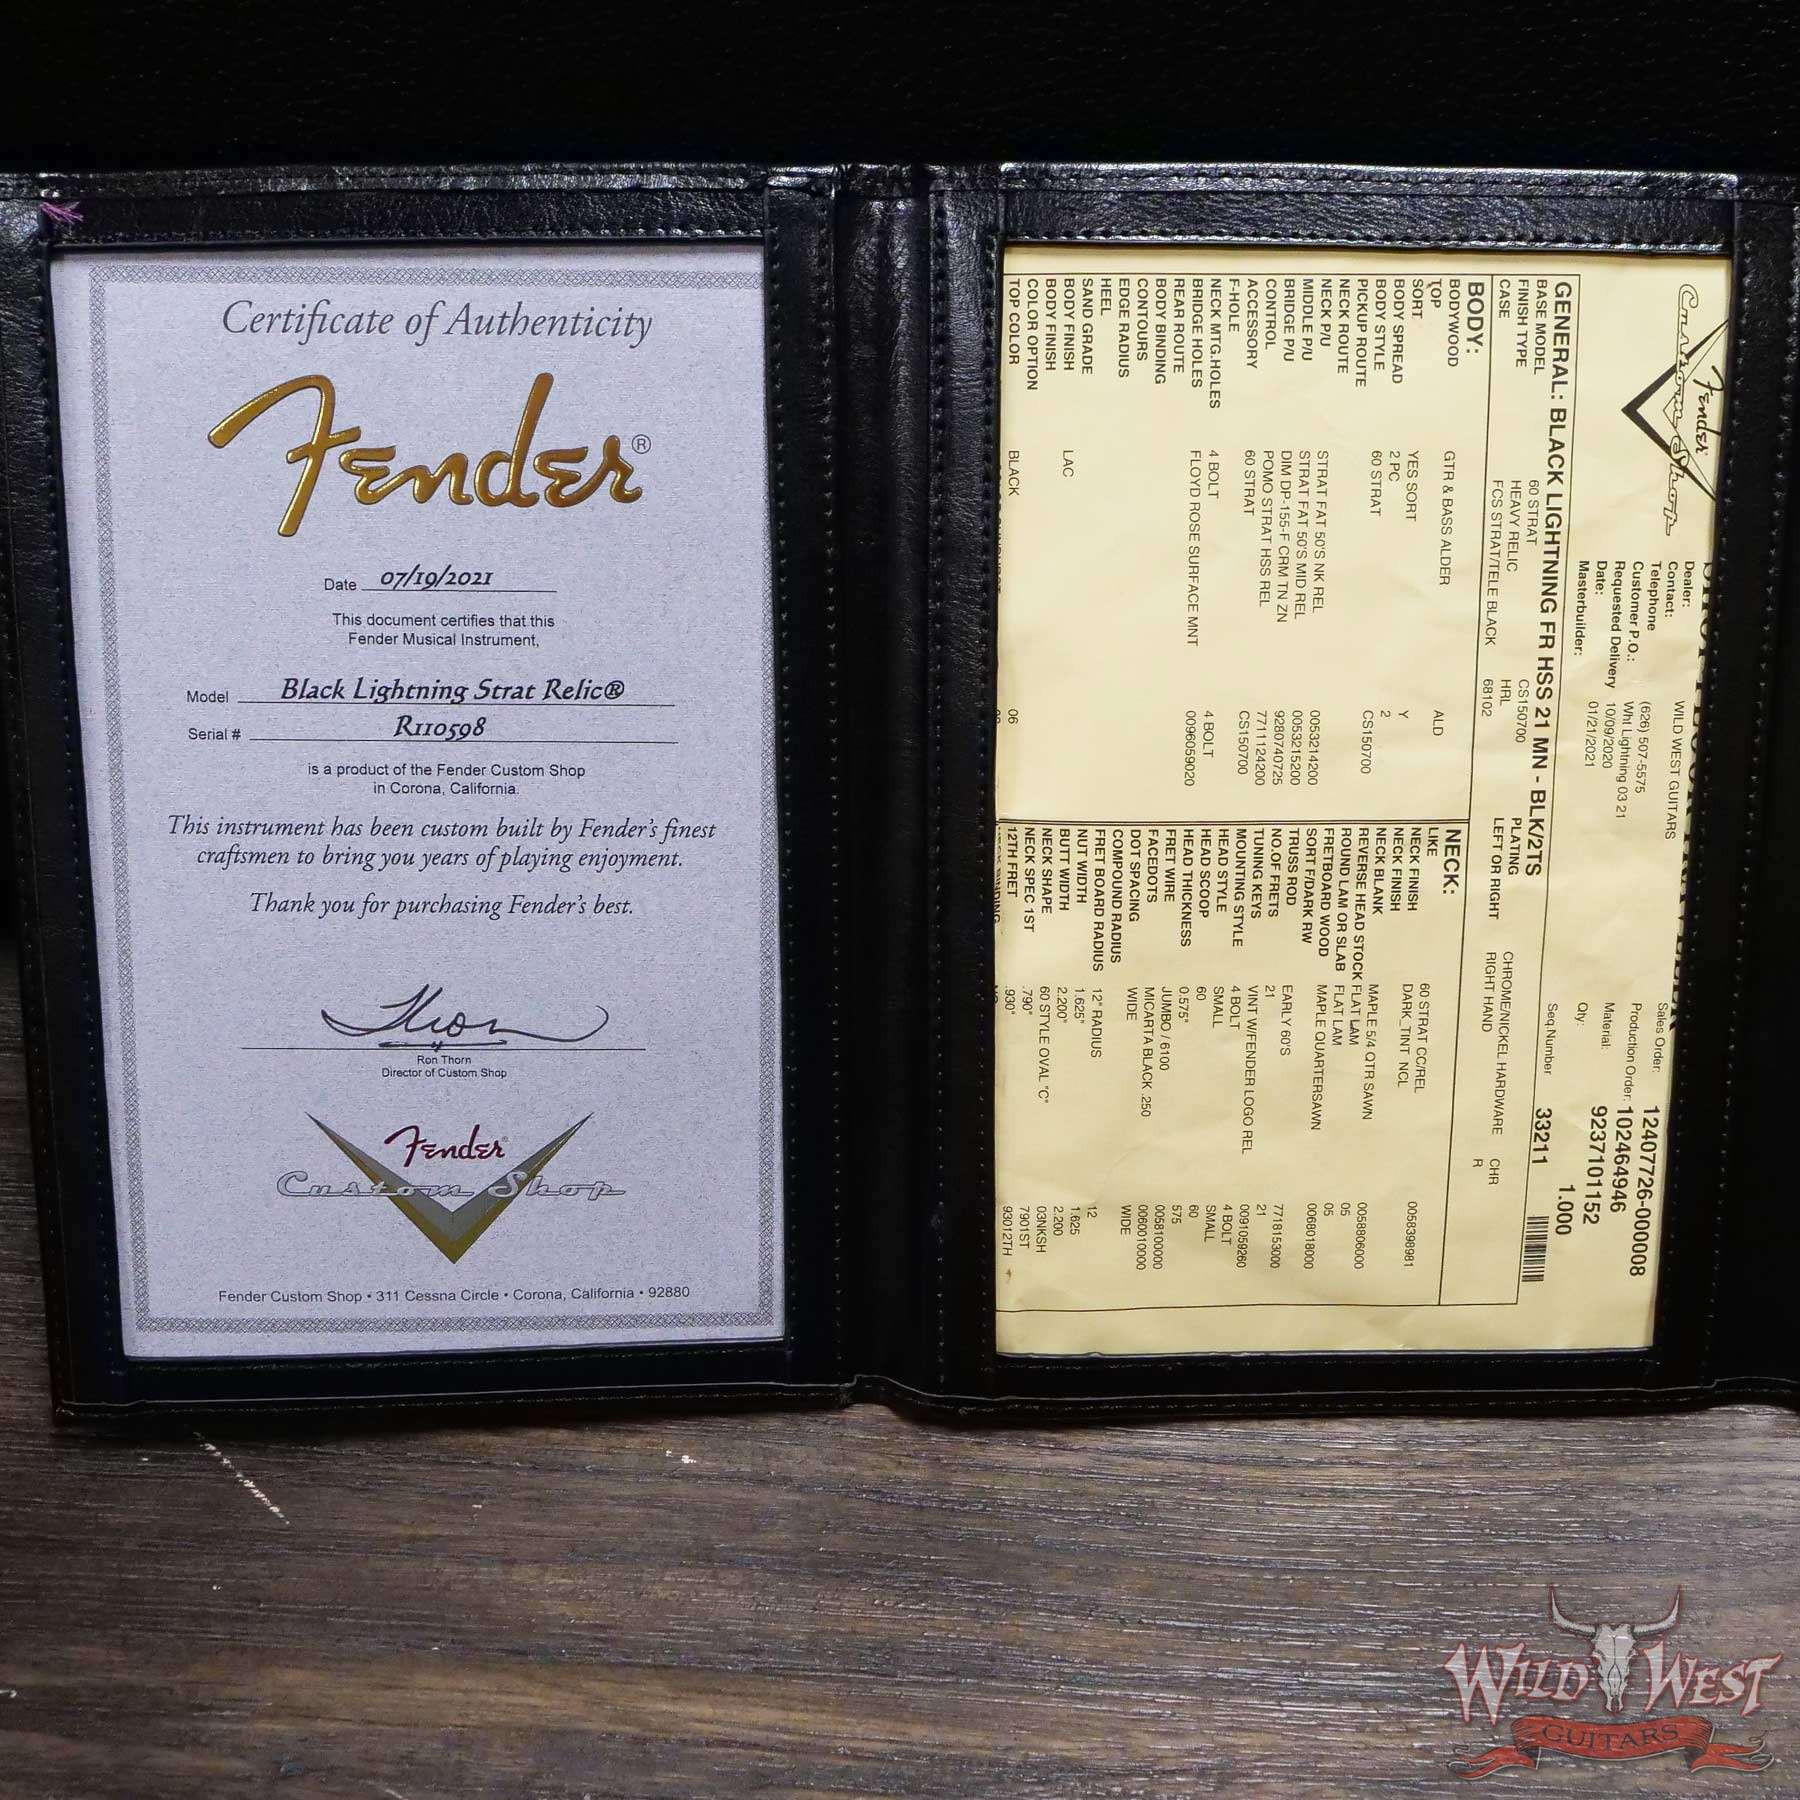 Certificate of Authenticity
Fender®
Date 07/19/2021
This document certifies that this
Fender Musical Instrument,
Model Black Lightning Strat Relic®
Serial # R110598
is a product of the Fender Custom Shop
in Corona, California.
This instrument has been custom built by Fender's finest
craftsmen to bring you years of playing enjoyment.
Thank you for purchasing Fender's best.
Ron Thorn
Director of Custom Shop
Fender
Custom Shop
Fender Custom Shop • 311 Cessna Circle • Corona, California • 92880
Fender
Custom Shop
Dealer: WILD WEST GUITARS
Contact:
Telephone (626) 507-5575
Customer P.O.: Wht Lightning 03 21
Requested Delivery 10/09/2020
Date: 01/21/2021
Masterbuilder:
Sales Order: 12407726-000008
Production Order: 102464946
Material: 9237101152
Qty: 1.000
GENERAL: BLACK LIGHTNING FR HSS 21 MN - BLK/2TS Seq.Number 33211
BASE MODEL 60 STRAT CS150700 PLATING CHROME/NICKEL HARDWARE CHR
FINISH TYPE HEAVY RELIC HRL LEFT OR RIGHT RIGHT HAND R
CASE FCS STRAT/TELE BLACK 68102
BODY:
BODYWOOD GTR & BASS ALDER ALD
TOP
SORT YES SORT Y
BODY SPREAD 2 PC 2
BODY STYLE 60 STRAT CS150700
PICKUP ROUTE
NECK ROUTE
NECK P/U STRAT FAT 50'S NK REL 0053214200
MIDDLE P/U STRAT FAT 50'S MID REL 0053215200
BRIDGE P/U DIM DP-155-F CRM TN ZN 9280740725
CONTROL POMO STRAT HSS REL 7711124200
ACCESSORY 60 STRAT CS150700
F-HOLE
NECK MTG.HOLES 4 BOLT 4 BOLT
BRIDGE HOLES FLOYD ROSE SURFACE MNT 0096059020
REAR ROUTE
BODY BINDING
CONTOURS
EDGE RADIUS
HEEL
SAND GRADE
BODY FINISH LAC
BODY FINISH
COLOR OPTION
TOP COLOR BLACK 06
NECK:
LIKE 60 STRAT CC/REL 0058398981
NECK FINISH DARK_TINT NCL
NECK FINISH
NECK BLANK MAPLE 5/4 QTR SAWN 0058806000
REVERSE HEAD STOCK FLAT LAM 05
ROUND LAM OR SLAB FLAT LAM 05
FRETBOARD WOOD MAPLE QUARTERSAWN 0068018000
SORT F/DARK RW
TRUSS ROD EARLY 60'S
NO.OF FRETS 21 21
TUNING KEYS VINT W/FENDER LOGO REL 0091059260
MOUNTING STYLE 4 BOLT 4 BOLT
HEAD STYLE SMALL SMALL
HEAD SCOOP 60 60
HEAD THICKNESS 0.575" 575
FRET WIRE JUMBO / 6100 0058100000
FACEDOTS MICARTA BLACK .250 0060010000
DOT SPACING WIDE WIDE
COMPOUND RADIUS
FRET BOARD RADIUS 12" RADIUS 12
NUT WIDTH 1.625" 1.625
BUTT WIDTH 2.200" 2.200
NECK SHAPE 60 STYLE OVAL "C" 03NKSH
NECK SPEC 1ST .790" 7901ST
12TH FRET .930" 93012TH
WILD WEST
GUITARS